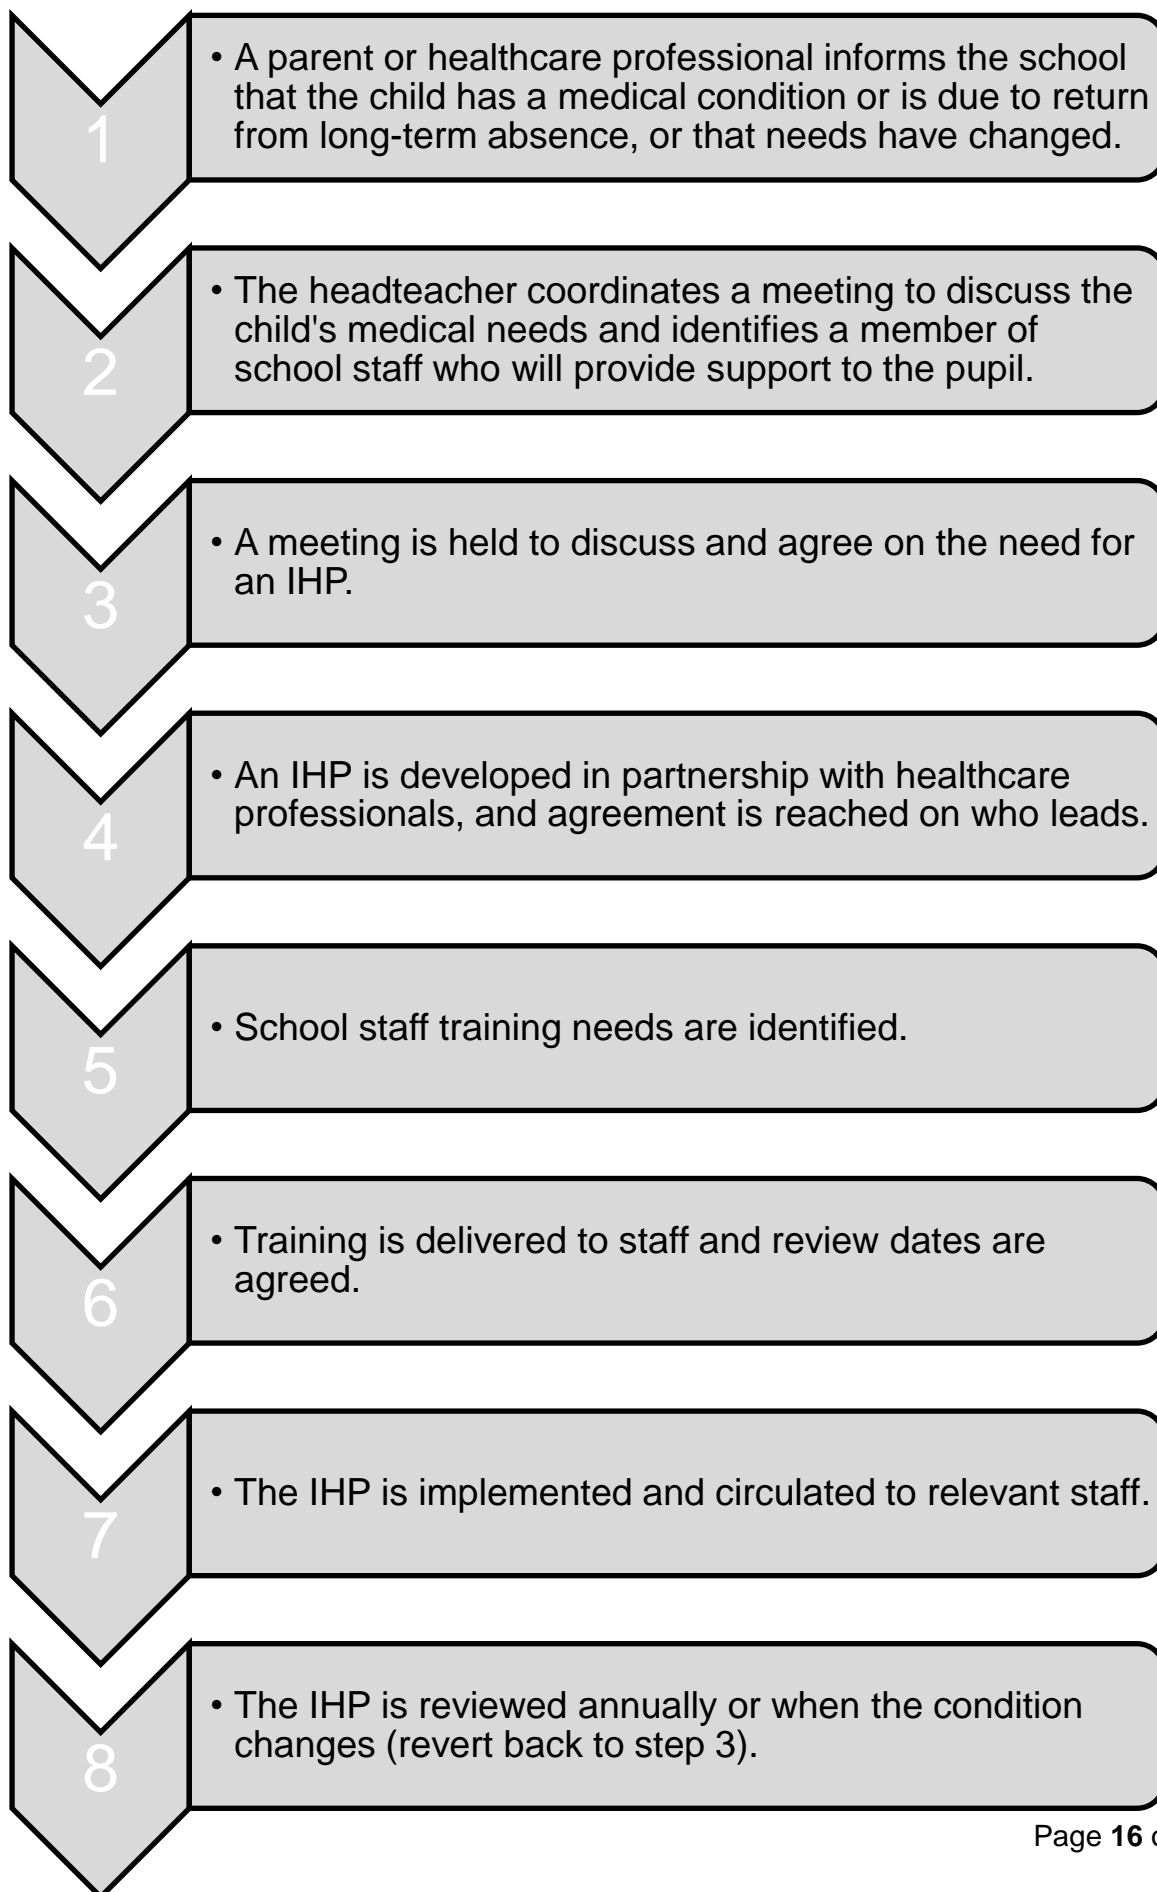 1
• A parent or healthcare professional informs the school
that the child has a medical condition or is due to return
from long-term absence, or that needs have changed.
2
• The headteacher coordinates a meeting to discuss the
child's medical needs and identifies a member of
school staff who will provide support to the pupil.
3
• A meeting is held to discuss and agree on the need for
an IHP.
4
• An IHP is developed in partnership with healthcare
professionals, and agreement is reached on who leads.
5
• School staff training needs are identified.
6
• Training is delivered to staff and review dates are
agreed.
7
• The IHP is implemented and circulated to relevant staff.
8
• The IHP is reviewed annually or when the condition
changes (revert back to step 3).
Page 16